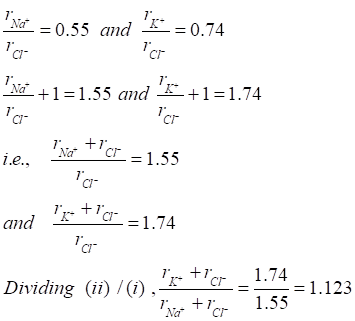 r_{Na^+}/r_{Cl^-} = 0.55 and r_{K^+}/r_{Cl^-} = 0.74
r_{Na^+}/r_{Cl^-} + 1 = 1.55 and r_{K^+}/r_{Cl^-} + 1 = 1.74
i.e., (r_{Na^+} + r_{Cl^-})/r_{Cl^-} = 1.55
and (r_{K^+} + r_{Cl^-})/r_{Cl^-} = 1.74
Dividing (ii) / (i), (r_{K^+} + r_{Cl^-})/(r_{Na^+} + r_{Cl^-}) = 1.74/1.55 = 1.123